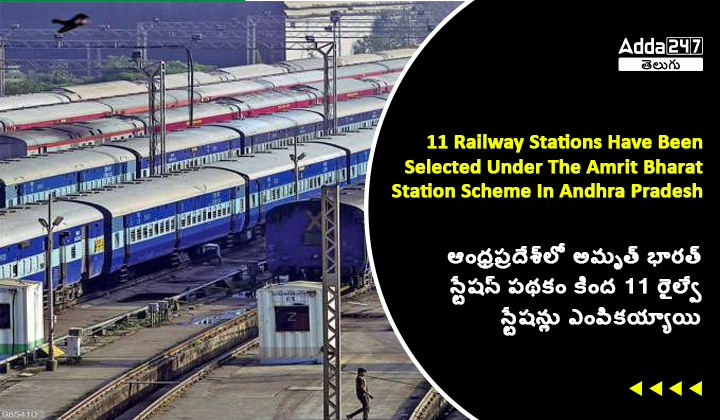 Adda247
తెలుగు
11 Railway Stations Have Been
Selected Under The Amrit Bharat
Station Scheme In Andhra Pradesh
ఆంధ్రప్రదేశ్‌లో అమృత్ భారత్
స్టేషన్ పథకం కింద 11 రైల్వే
స్టేషన్లు ఎంపికయ్యాయి
Z
985410